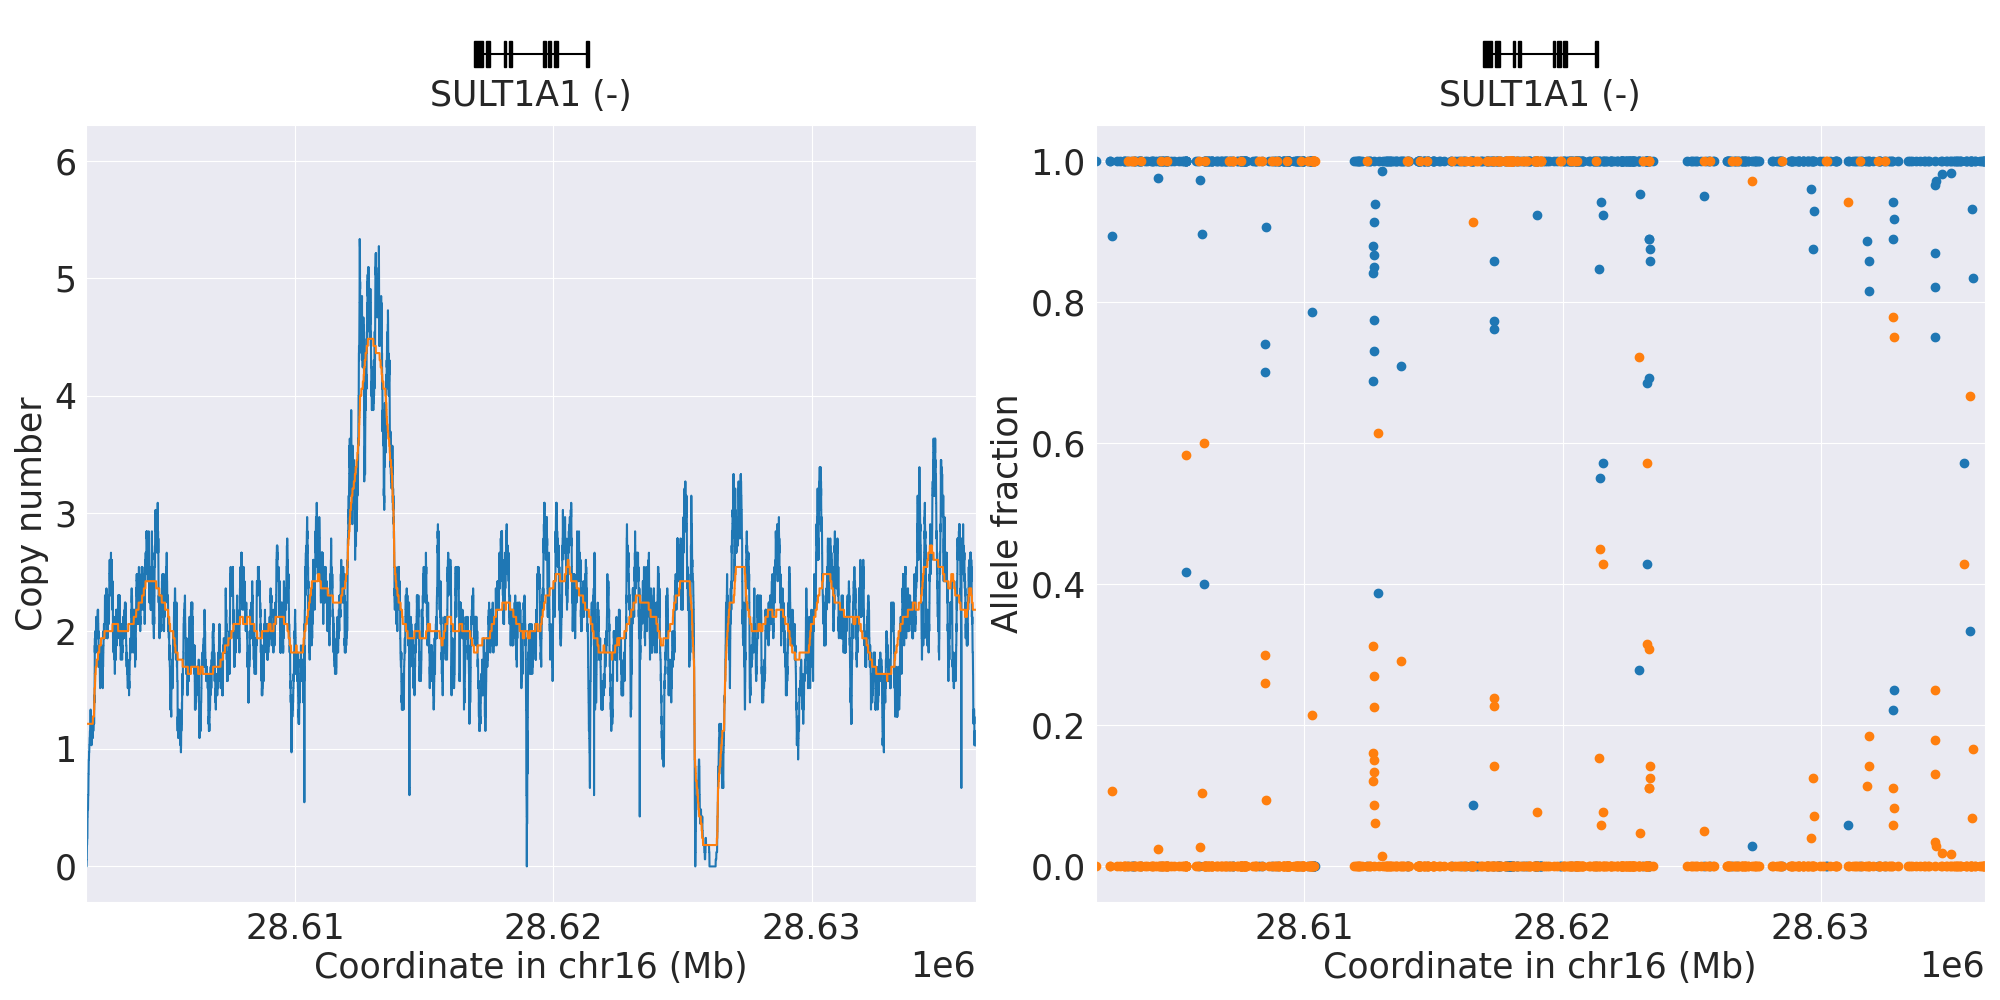 SULT1A1 (-)
6
5
4
3
2
1
0
Copy number
28.61
28.62
28.63
Coordinate in chr16 (Mb)
1e6
SULT1A1 (-)
1.0
0.8
0.6
0.4
0.2
0.0
Allele fraction
28.61
28.62
28.63
Coordinate in chr16 (Mb)
1e6